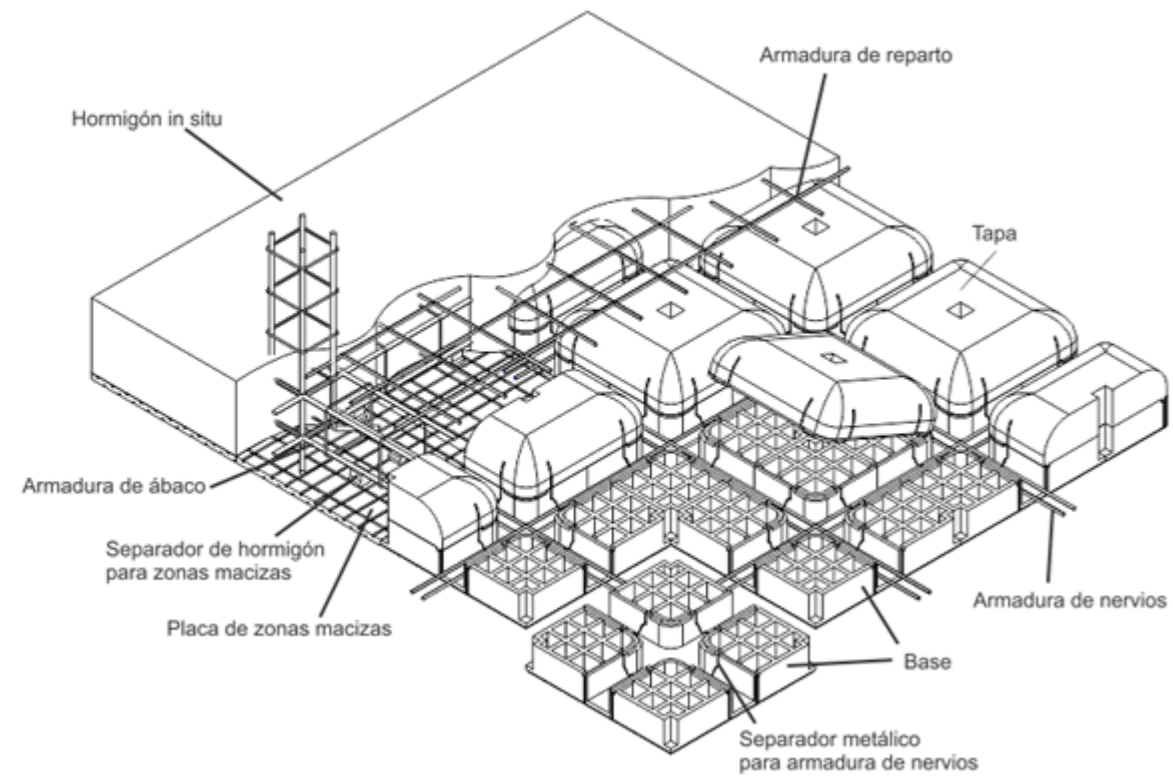 Armadura de reparto
Hormigón in situ
Tapa
Armadura de ábaco
Separador de hormigón
para zonas macizas
Placa de zonas macizas
Armadura de nervios
Base
Separador metálico
para armadura de nervios